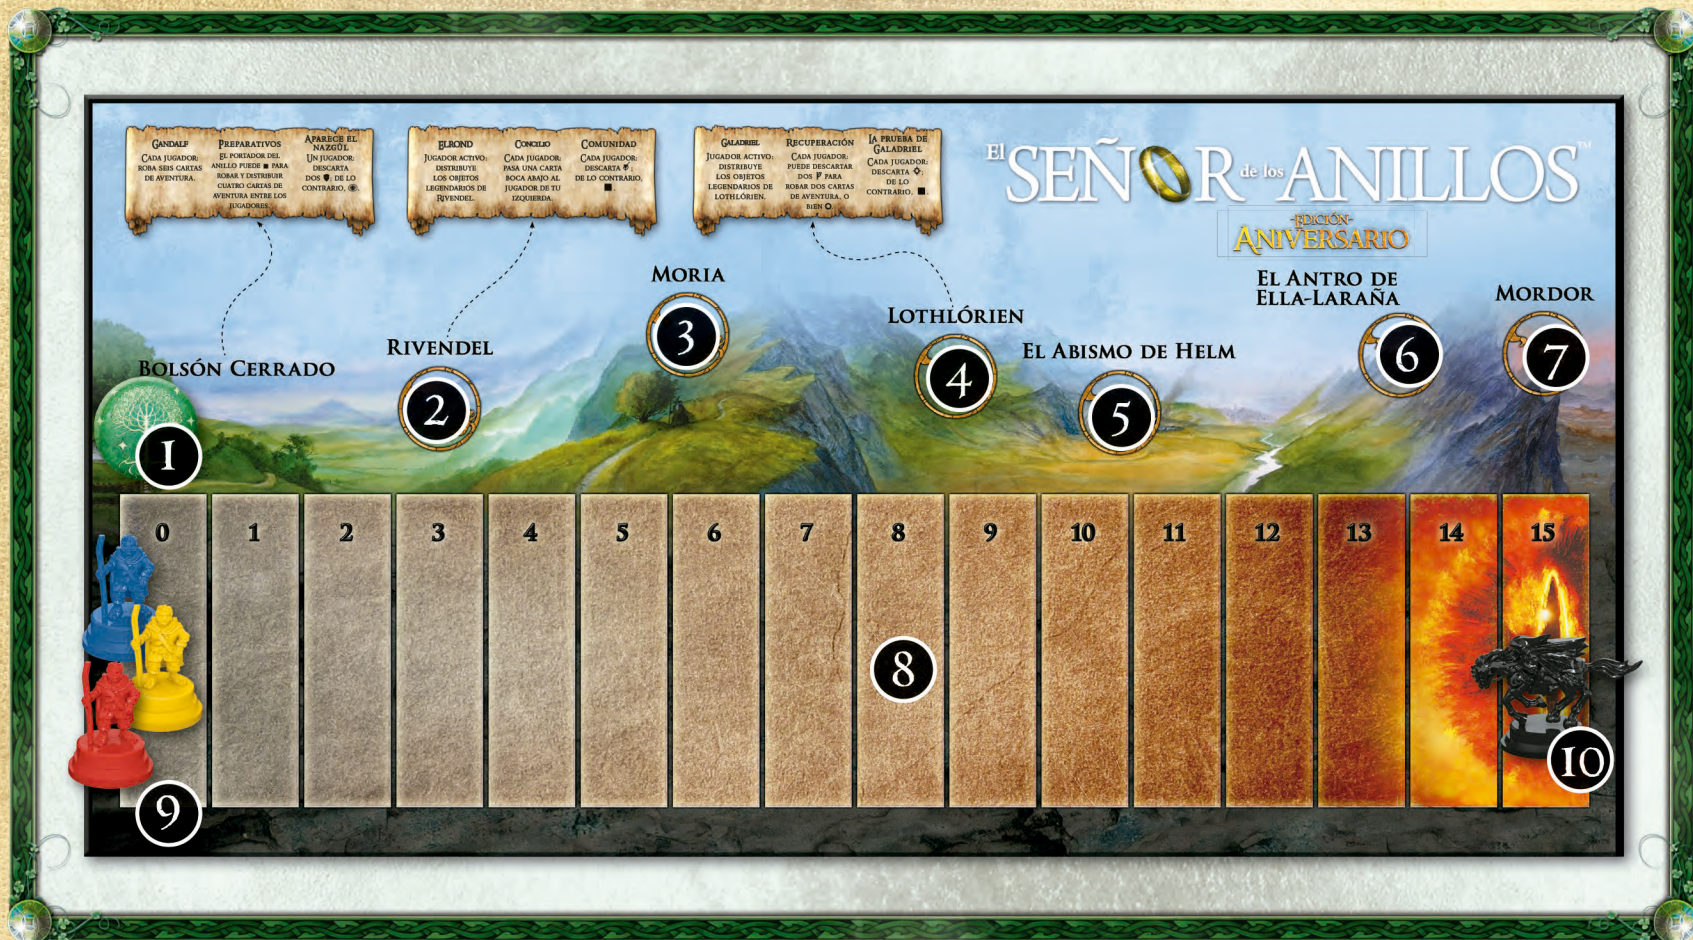 GANDALF
CADA JUGADOR:
ROBA SEIS CARTAS
DE AVENTURA.
PREPARATIVOS
EL PORTADOR DEL
ANILLO PUEDE ■ PARA
ROBAR Y DISTRIBUIR
CUATRO CARTAS DE
AVENTURA ENTRE LOS
JUGADORES.
APARECE EL
NAZGÛL
UN JUGADOR:
DESCARTA
DOS ; DE LO
CONTRARIO, .
ELROND
JUGADOR ACTIVO:
DISTRIBUYE
LOS OBJETOS
LEGENDARIOS DE
RIVENDEL.
CONCILIO
CADA JUGADOR:
PASA UNA CARTA
BOCA ABAJO AL
JUGADOR DE TU
IZQUIERDA.
COMUNIDAD
CADA JUGADOR:
DESCARTA ;
DE LO CONTRARIO,
■.
GALADRIEL
JUGADOR ACTIVO:
DISTRIBUYE
LOS OBJETOS
LEGENDARIOS DE
LOTHLÓRIEN.
RECUPERACIÓN
CADA JUGADOR:
PUEDE DESCARTAR
DOS PARA
ROBAR DOS CARTAS
DE AVENTURA, O
BIEN .
LA PRUEBA DE
GALADRIEL
CADA JUGADOR:
DESCARTA ;
DE LO
CONTRARIO, ■.
El SEÑOR de los ANILLOS™
-EDICIÓN-
ANIVERSARIO
BOLSÓN CERRADO
RIVENDEL
MORIA
LOTHLÓRIEN
EL ABISMO DE HELM
EL ANTRO DE
ELLA-LARAÑA
MORDOR
1
2
3
4
5
6
7
0 1 2 3 4 5 6 7 8 9 10 11 12 13 14 15
8
9
10